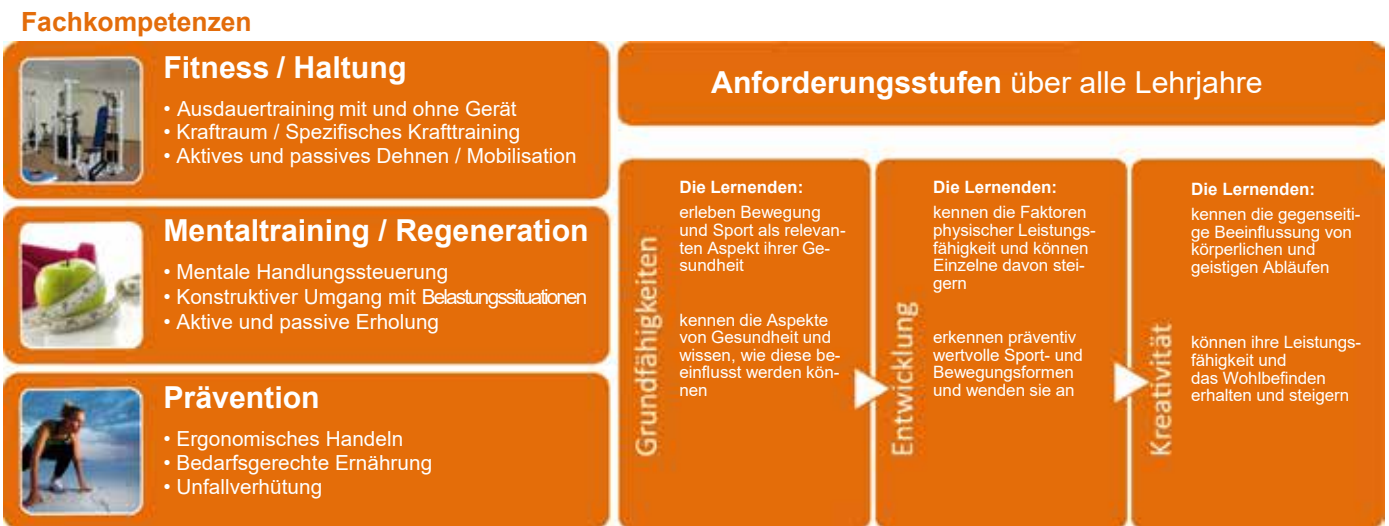 Fachkompetenzen
Fitness / Haltung
• Ausdauertraining mit und ohne Gerät
• Kraftraum / Spezifisches Krafttraining
• Aktives und passives Dehnen / Mobilisation
Mentaltraining / Regeneration
• Mentale Handlungssteuerung
• Konstruktiver Umgang mit Belastungssituationen
• Aktive und passive Erholung
Prävention
• Ergonomisches Handeln
• Bedarfsgerechte Ernährung
• Unfallverhütung
Anforderungsstufen über alle Lehrjahre
Grundfähigkeiten
Die Lernenden:
erleben Bewegung
und Sport als relevan-
ten Aspekt ihrer Ge-
sundheit
kennen die Aspekte
von Gesundheit und
wissen, wie diese be-
einflusst werden kön-
nen
Entwicklung
Die Lernenden:
kennen die Faktoren
physischer Leistungs-
fähigkeit und können
Einzelne davon stei-
gern
erkennen präventiv
wertvolle Sport- und
Bewegungsformen
und wenden sie an
Kreativität
Die Lernenden:
kennen die gegenseiti-
ge Beeinflussung von
körperlichen und
geistigen Abläufen
können ihre Leistungs-
fähigkeit und
das Wohlbefinden
erhalten und steigern